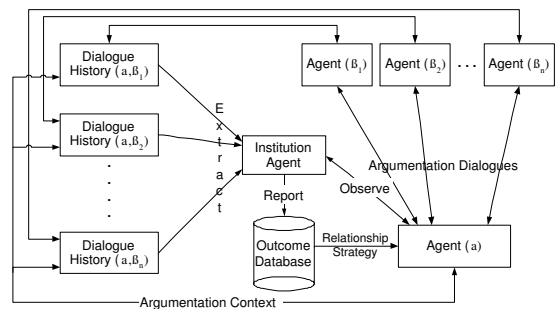 Dialogue
History (a,ß1)
Agent (ß1)
Agent (ß2)
. . .
Agent (ßn)
Dialogue
History (a,ß2)
.
.
.
.
Dialogue
History (a,ßn)
Extract
Institution
Agent
Argumentation Dialogues
Observe
Report
Outcome
Database
Relationship
Strategy
Agent (a)
Argumentation Context